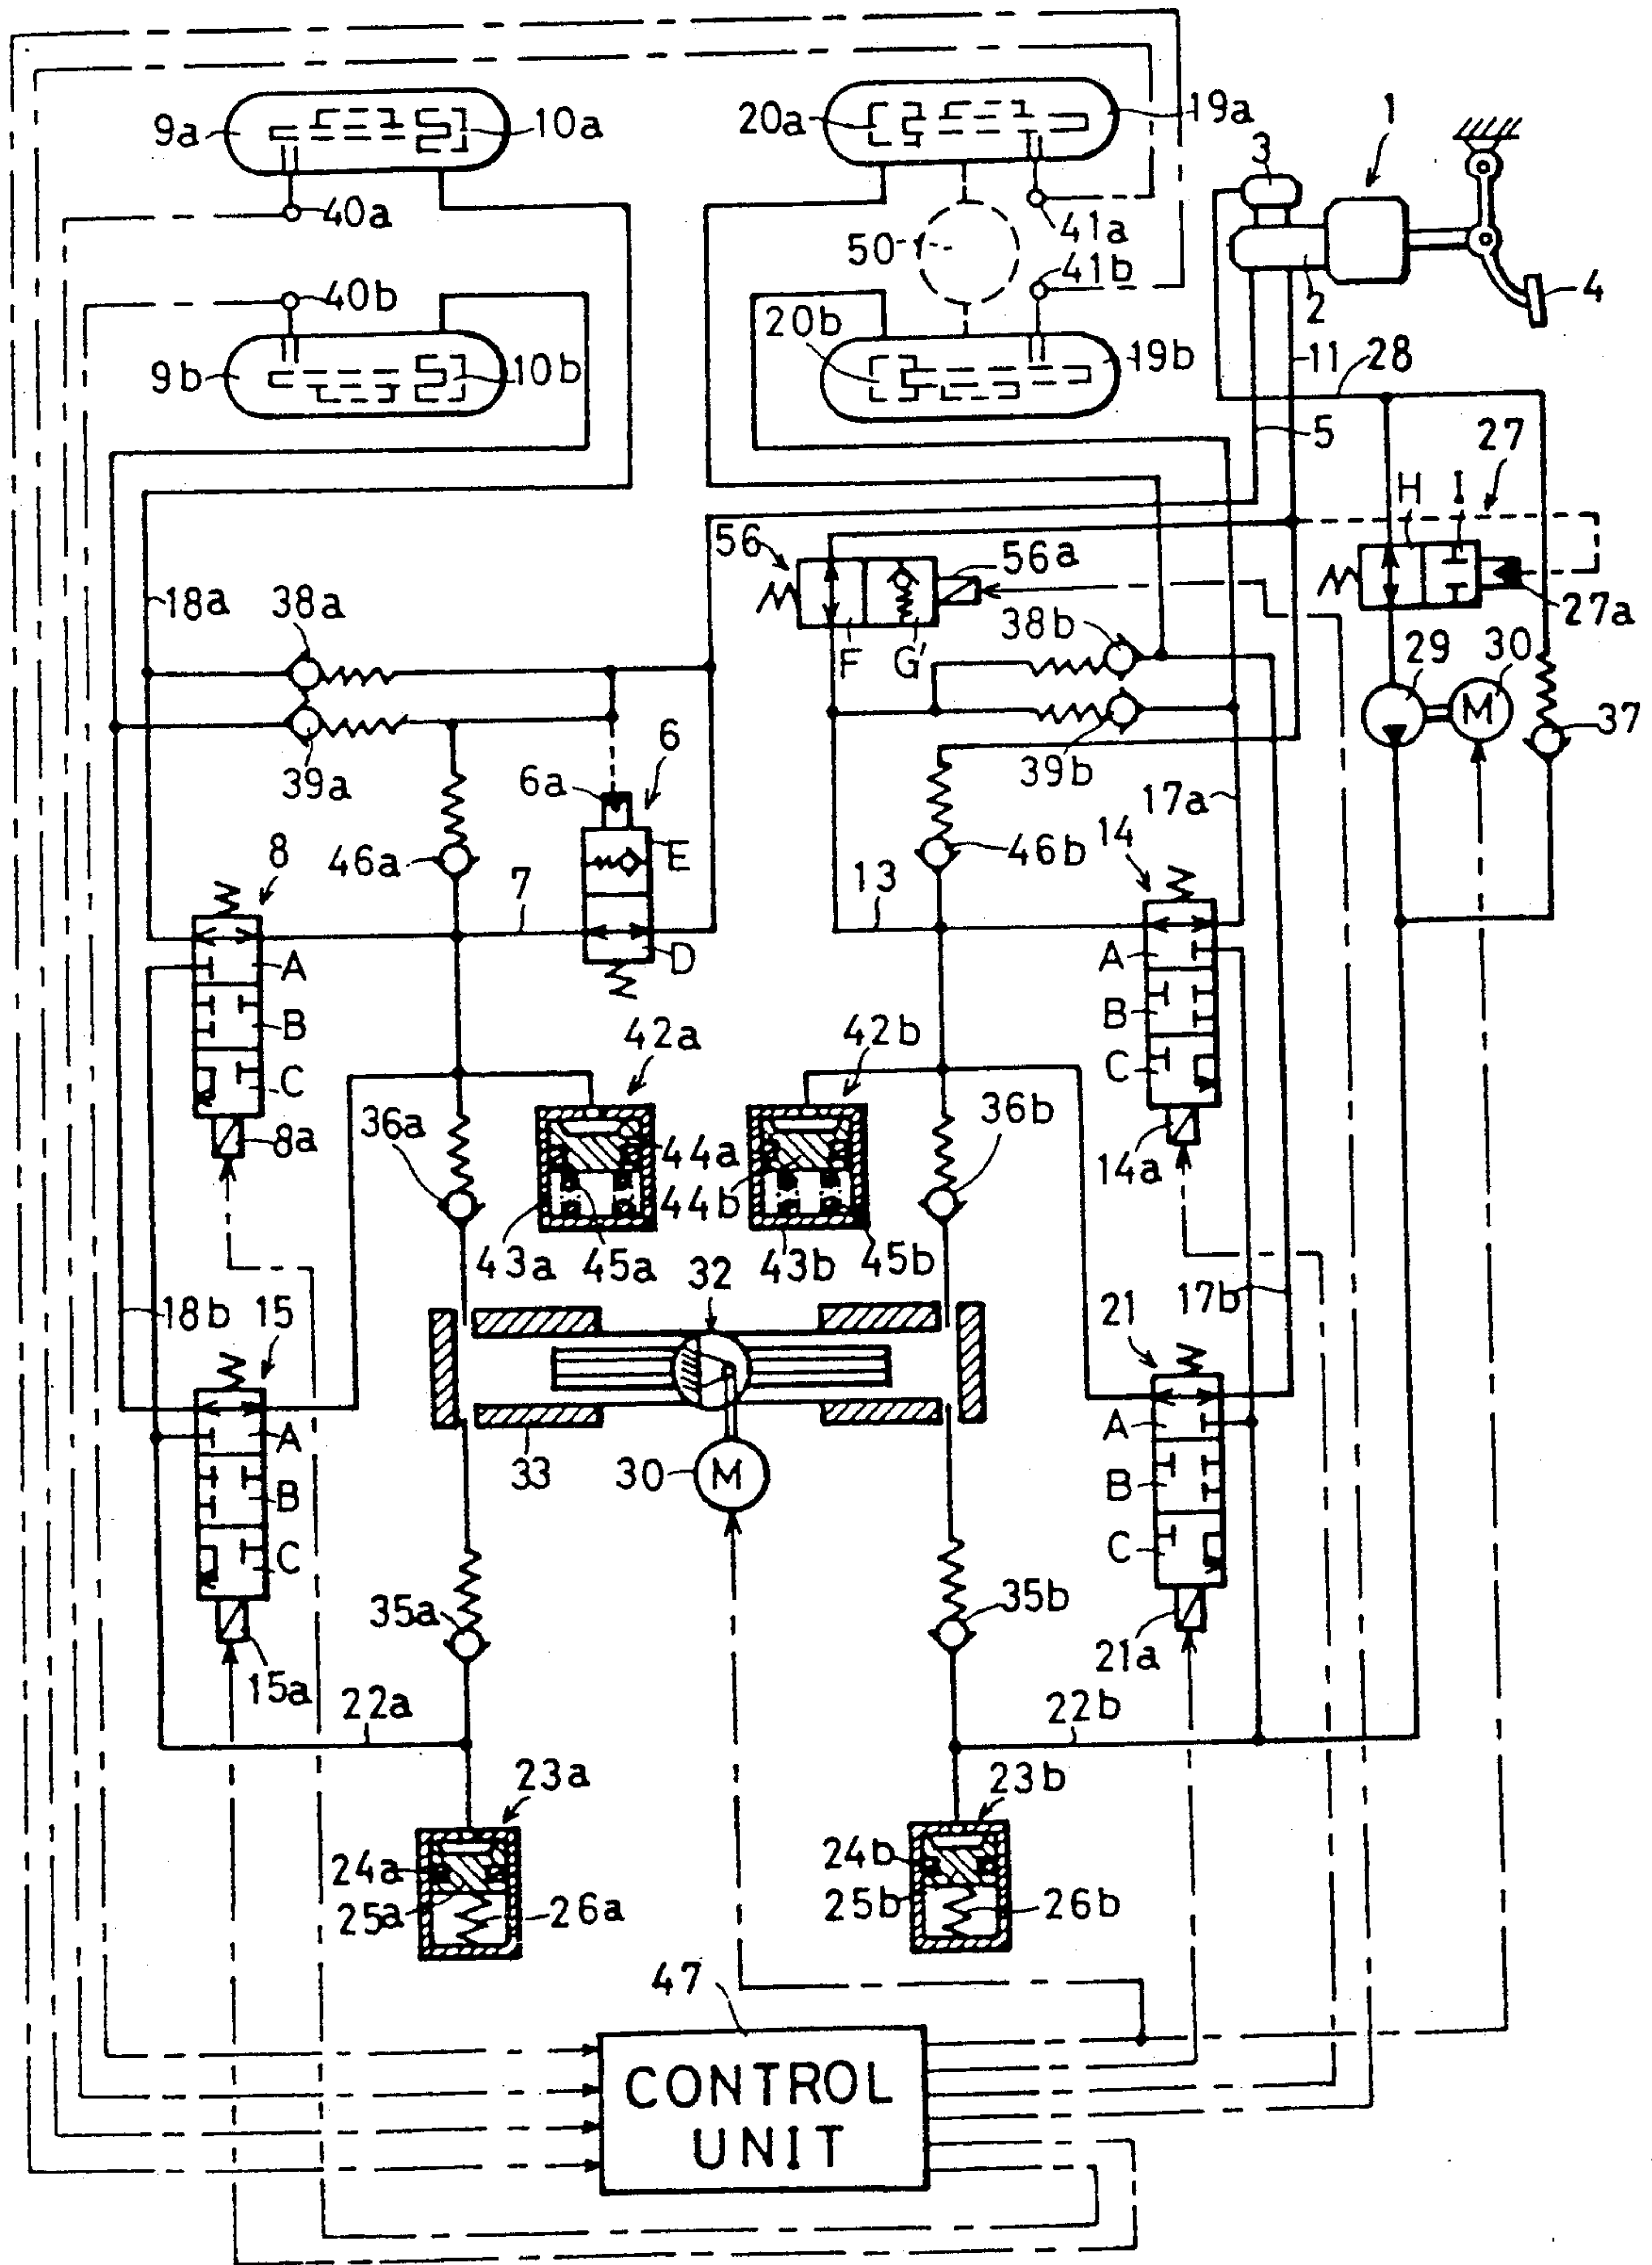 9a 10a 20a 19a 3 1
40a 50 41a 2 4
40b 41b
9b 10b 20b 19b 11 28
5 27
H I
56 56a
18a 38a F G' 38b 27a
29 30
M
37
39a 6a 6 39b 17a
8 46a 7 E 13 46b 14
A D A
B B
C 42a 42b C
8a 36a 44a 36b 14a
44b
43a 45a 32 43b 45b
18b 15 21 17b
A A
33 30 M B
B
C C
35a 35b
15a 21a
22a 22b
23a 23b
24a 24b
25a 26a 25b 26b
47
CONTROL
UNIT